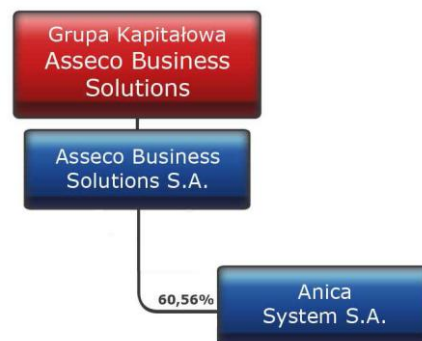 Grupa Kapitałowa
Asseco Business
Solutions
Asseco Business
Solutions S.A.
60,56%
Anica
System S.A.